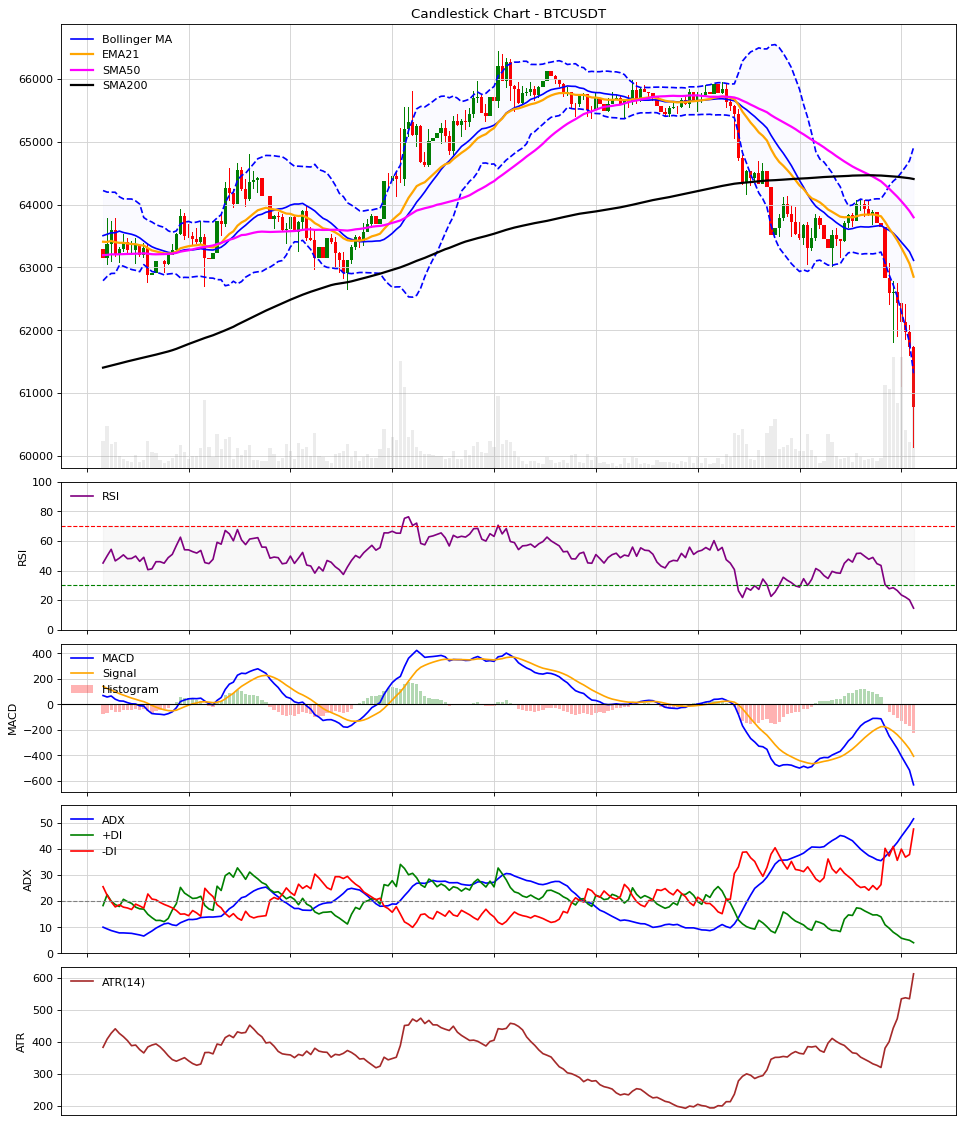 Candlestick Chart - BTCUSDT
Bollinger MA
EMA21
SMA50
SMA200
66000
65000
64000
63000
62000
61000
60000
RSI
RSI
100
80
60
40
20
0
MACD
Signal
Histogram
MACD
400
200
0
−200
−400
−600
ADX
+DI
-DI
ADX
50
40
30
20
10
0
ATR(14)
ATR
600
500
400
300
200